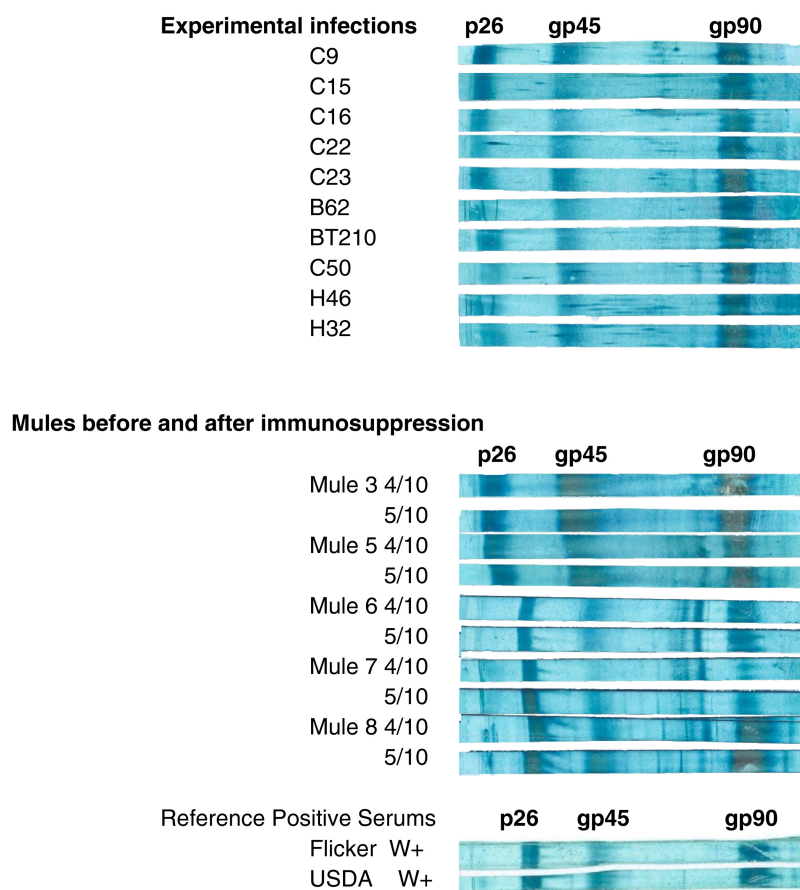 Experimental infections p26 gp45 gp90
C9
C15
C16
C22
C23
B62
BT210
C50
H46
H32
Mules before and after immunosuppression
p26 gp45 gp90
Mule 3 4/10
5/10
Mule 5 4/10
5/10
Mule 6 4/10
5/10
Mule 7 4/10
5/10
Mule 8 4/10
5/10
Reference Positive Serums p26 gp45 gp90
Flicker W+
USDA W+